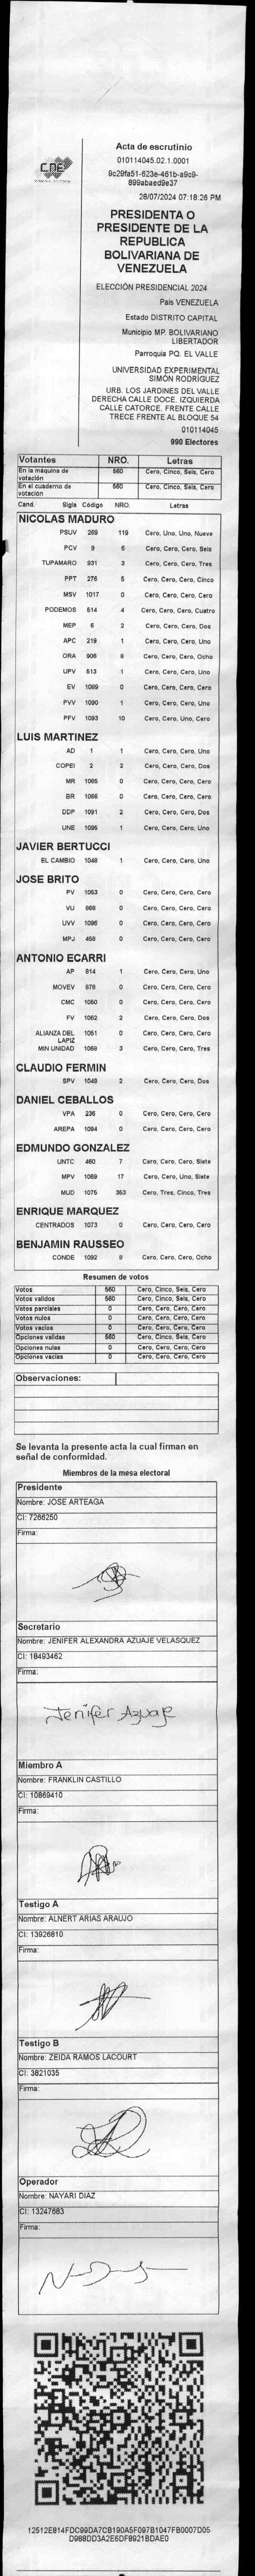 CNE
Acta de escrutinio
010114045.02.1.0001
9c29fa51-623e-461b-a9c9-
899abaed9e37
28/07/2024 07:18:26 PM
PRESIDENTA O
PRESIDENTE DE LA
REPUBLICA
BOLIVARIANA DE
VENEZUELA
ELECCIÓN PRESIDENCIAL 2024
País VENEZUELA
Estado DISTRITO CAPITAL
Municipio MP. BOLIVARIANO
LIBERTADOR
Parroquia PQ. EL VALLE
UNIVERSIDAD EXPERIMENTAL
SIMÓN RODRÍGUEZ
URB. LOS JARDINES DEL VALLE
DERECHA CALLE DOCE. IZQUIERDA
CALLE CATORCE. FRENTE CALLE
TRECE FRENTE AL BLOQUE 54
010114045
990 Electores
Votantes NRO. Letras
En la máquina de votación 560 Cero, Cinco, Seis, Cero
En el cuaderno de votación 560 Cero, Cinco, Seis, Cero
Cand. Sigla Código NRO. Letras
NICOLAS MADURO
PSUV 269 119 Cero, Uno, Uno, Nueve
PCV 9 6 Cero, Cero, Cero, Seis
TUPAMARO 931 3 Cero, Cero, Cero, Tres
PPT 276 5 Cero, Cero, Cero, Cinco
MSV 1017 0 Cero, Cero, Cero, Cero
PODEMOS 514 4 Cero, Cero, Cero, Cuatro
MEP 6 2 Cero, Cero, Cero, Dos
APC 219 1 Cero, Cero, Cero, Uno
ORA 906 8 Cero, Cero, Cero, Ocho
UPV 513 1 Cero, Cero, Cero, Uno
EV 1089 0 Cero, Cero, Cero, Cero
PVV 1090 1 Cero, Cero, Cero, Uno
PFV 1093 10 Cero, Cero, Uno, Cero
LUIS MARTINEZ
AD 1 1 Cero, Cero, Cero, Uno
COPEI 2 2 Cero, Cero, Cero, Dos
MR 1065 0 Cero, Cero, Cero, Cero
BR 1066 0 Cero, Cero, Cero, Cero
DDP 1091 2 Cero, Cero, Cero, Dos
UNE 1095 1 Cero, Cero, Cero, Uno
JAVIER BERTUCCI
EL CAMBIO 1048 1 Cero, Cero, Cero, Uno
JOSE BRITO
PV 1053 0 Cero, Cero, Cero, Cero
VU 868 0 Cero, Cero, Cero, Cero
UVV 1096 0 Cero, Cero, Cero, Cero
MPJ 458 0 Cero, Cero, Cero, Cero
ANTONIO ECARRI
AP 814 1 Cero, Cero, Cero, Uno
MOVEV 878 0 Cero, Cero, Cero, Cero
CMC 1050 0 Cero, Cero, Cero, Cero
FV 1052 2 Cero, Cero, Cero, Dos
ALIANZA DEL LAPIZ 1051 0 Cero, Cero, Cero, Cero
MIN UNIDAD 1068 3 Cero, Cero, Cero, Tres
CLAUDIO FERMIN
SPV 1049 2 Cero, Cero, Cero, Dos
DANIEL CEBALLOS
VPA 236 0 Cero, Cero, Cero, Cero
AREPA 1094 0 Cero, Cero, Cero, Cero
EDMUNDO GONZALEZ
UNTC 460 7 Cero, Cero, Cero, Siete
MPV 1069 17 Cero, Cero, Uno, Siete
MUD 1075 353 Cero, Tres, Cinco, Tres
ENRIQUE MARQUEZ
CENTRADOS 1073 0 Cero, Cero, Cero, Cero
BENJAMIN RAUSSEO
CONDE 1092 8 Cero, Cero, Cero, Ocho
Resumen de votos
Votos 560 Cero, Cinco, Seis, Cero
Votos validos 560 Cero, Cinco, Seis, Cero
Votos parciales 0 Cero, Cero, Cero, Cero
Votos nulos 0 Cero, Cero, Cero, Cero
Votos vacios 0 Cero, Cero, Cero, Cero
Opciones validas 560 Cero, Cinco, Seis, Cero
Opciones nulas 0 Cero, Cero, Cero, Cero
Opciones vacias 0 Cero, Cero, Cero, Cero
Observaciones:
Se levanta la presente acta la cual firman en
señal de conformidad.
Miembros de la mesa electoral
Presidente
Nombre: JOSE ARTEAGA
CI: 7266250
Firma:
Secretario
Nombre: JENIFER ALEXANDRA AZUAJE VELASQUEZ
CI: 18493462
Firma:
Jenifer Azuaje
Miembro A
Nombre: FRANKLIN CASTILLO
CI: 10869410
Firma:
Testigo A
Nombre: ALNERT ARIAS ARAUJO
CI: 13926810
Firma:
Testigo B
Nombre: ZEIDA RAMOS LACOURT
CI: 3821035
Firma:
Operador
Nombre: NAYARI DIAZ
CI: 13247683
Firma:
12512E814FDC99DA7CB190A5F097B1047FB0007D05
D988DD3A2E6DF8921BDAE0